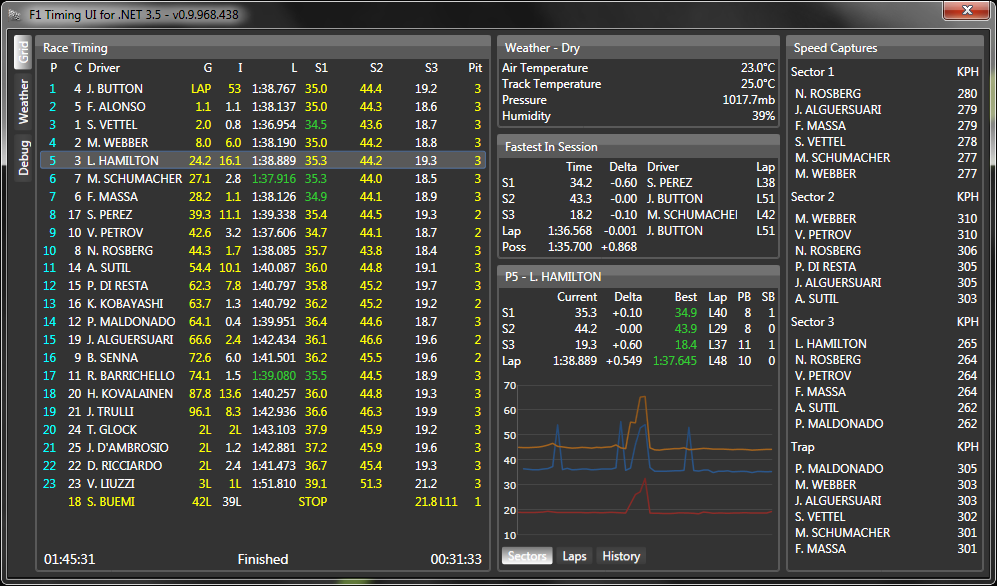 F1 Timing UI for .NET 3.5 - v0.9.968.438
Grid
Weather
Debug
Race Timing
P C Driver G I L S1 S2 S3 Pit
1 4 J. BUTTON LAP 53 1:38.767 35.0 44.4 19.2 3
2 5 F. ALONSO 1.1 1.1 1:38.137 35.0 44.3 18.6 3
3 1 S. VETTEL 2.0 0.8 1:36.954 34.5 43.6 18.7 3
4 2 M. WEBBER 8.0 6.0 1:38.190 35.0 44.2 18.8 3
5 3 L. HAMILTON 24.2 16.1 1:38.889 35.3 44.2 19.3 3
6 7 M. SCHUMACHER 27.1 2.8 1:37.916 35.3 44.0 18.5 3
7 6 F. MASSA 28.2 1.1 1:38.126 34.9 44.1 18.9 3
8 17 S. PEREZ 39.3 11.1 1:39.338 35.4 44.5 19.3 2
9 10 V. PETROV 42.6 3.2 1:37.606 34.7 44.1 18.7 2
10 8 N. ROSBERG 44.3 1.7 1:38.085 35.7 43.8 18.4 3
11 14 A. SUTIL 54.4 10.1 1:40.087 36.0 44.8 19.1 3
12 15 P. DI RESTA 62.3 7.8 1:40.797 35.8 45.2 19.7 3
13 16 K. KOBAYASHI 63.7 1.3 1:40.792 36.2 45.2 19.2 2
14 12 P. MALDONADO 64.1 0.4 1:39.951 36.4 44.6 18.7 3
15 19 J. ALGUERSUARI 66.6 2.4 1:42.434 36.1 46.6 19.6 2
16 9 B. SENNA 72.6 6.0 1:41.501 36.2 45.5 19.6 2
17 11 R. BARRICHELLO 74.1 1.5 1:39.080 35.5 44.5 18.9 3
18 20 H. KOVALAINEN 87.8 13.6 1:40.257 36.0 44.8 19.3 3
19 21 J. TRULLI 96.1 8.3 1:42.936 36.6 46.3 19.9 3
20 24 T. GLOCK 2L 2L 1:43.103 37.9 45.9 19.2 3
21 25 J. D'AMBROSIO 2L 1.2 1:42.881 37.2 45.9 19.6 3
22 22 D. RICCIARDO 2L 2.4 1:41.473 36.7 45.4 19.3 3
23 23 V. LIUZZI 3L 1L 1:51.810 39.1 51.3 21.2 3
18 S. BUEMI 42L 39L STOP 21.8 L11 1
01:45:31 Finished 00:31:33
Weather - Dry
Air Temperature 23.0°C
Track Temperature 25.0°C
Pressure 1017.7mb
Humidity 39%
Fastest In Session
Time Delta Driver Lap
S1 34.2 -0.60 S. PEREZ L38
S2 43.3 -0.00 J. BUTTON L51
S3 18.2 -0.10 M. SCHUMACHE L42
Lap 1:36.568 -0.001 J. BUTTON L51
Poss 1:35.700 +0.868
P5 - L. HAMILTON
Current Delta Best Lap PB SB
S1 35.3 +0.10 34.9 L40 8 1
S2 44.2 -0.00 43.9 L29 8 0
S3 19.3 +0.60 18.4 L37 11 1
Lap 1:38.889 +0.549 1:37.645 L48 10 0
70
60
50
40
30
20
10
Sectors Laps History
Speed Captures
Sector 1 KPH
N. ROSBERG 280
J. ALGUERSUARI 279
F. MASSA 279
S. VETTEL 278
M. SCHUMACHER 277
M. WEBBER 277
Sector 2 KPH
M. WEBBER 310
V. PETROV 310
N. ROSBERG 306
P. DI RESTA 305
J. ALGUERSUARI 305
A. SUTIL 303
Sector 3 KPH
L. HAMILTON 265
N. ROSBERG 264
V. PETROV 264
F. MASSA 264
A. SUTIL 262
P. MALDONADO 262
Trap KPH
P. MALDONADO 305
M. WEBBER 303
J. ALGUERSUARI 303
S. VETTEL 302
M. SCHUMACHER 301
F. MASSA 301